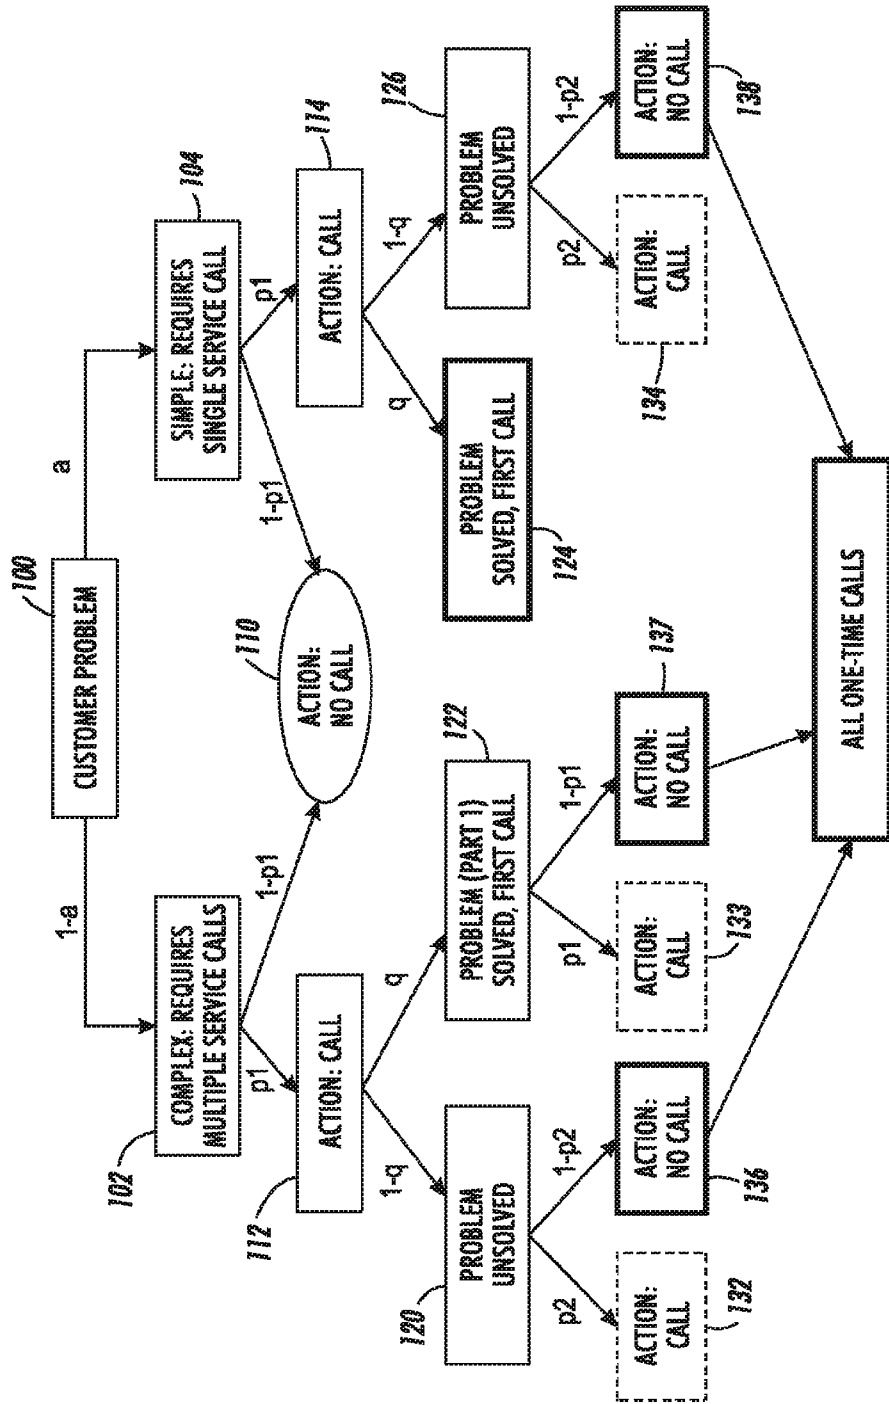 100
CUSTOMER PROBLEM
1-a
a
102
COMPLEX: REQUIRES
MULTIPLE SERVICE CALLS
SIMPLE: REQUIRES
SINGLE SERVICE CALL
104
p1
1-p1
1-p1
p1
112
ACTION: CALL
110
ACTION:
NO CALL
ACTION: CALL
114
1-q
q
q
1-q
120
PROBLEM
UNSOLVED
PROBLEM (PART 1)
SOLVED, FIRST CALL
122
PROBLEM
SOLVED, FIRST CALL
124
PROBLEM
UNSOLVED
126
p2
1-p2
p1
1-p1
p2
1-p2
ACTION:
CALL
132
ACTION:
NO CALL
136
ACTION:
CALL
133
ACTION:
NO CALL
137
ACTION:
CALL
134
ACTION:
NO CALL
138
ALL ONE-TIME CALLS